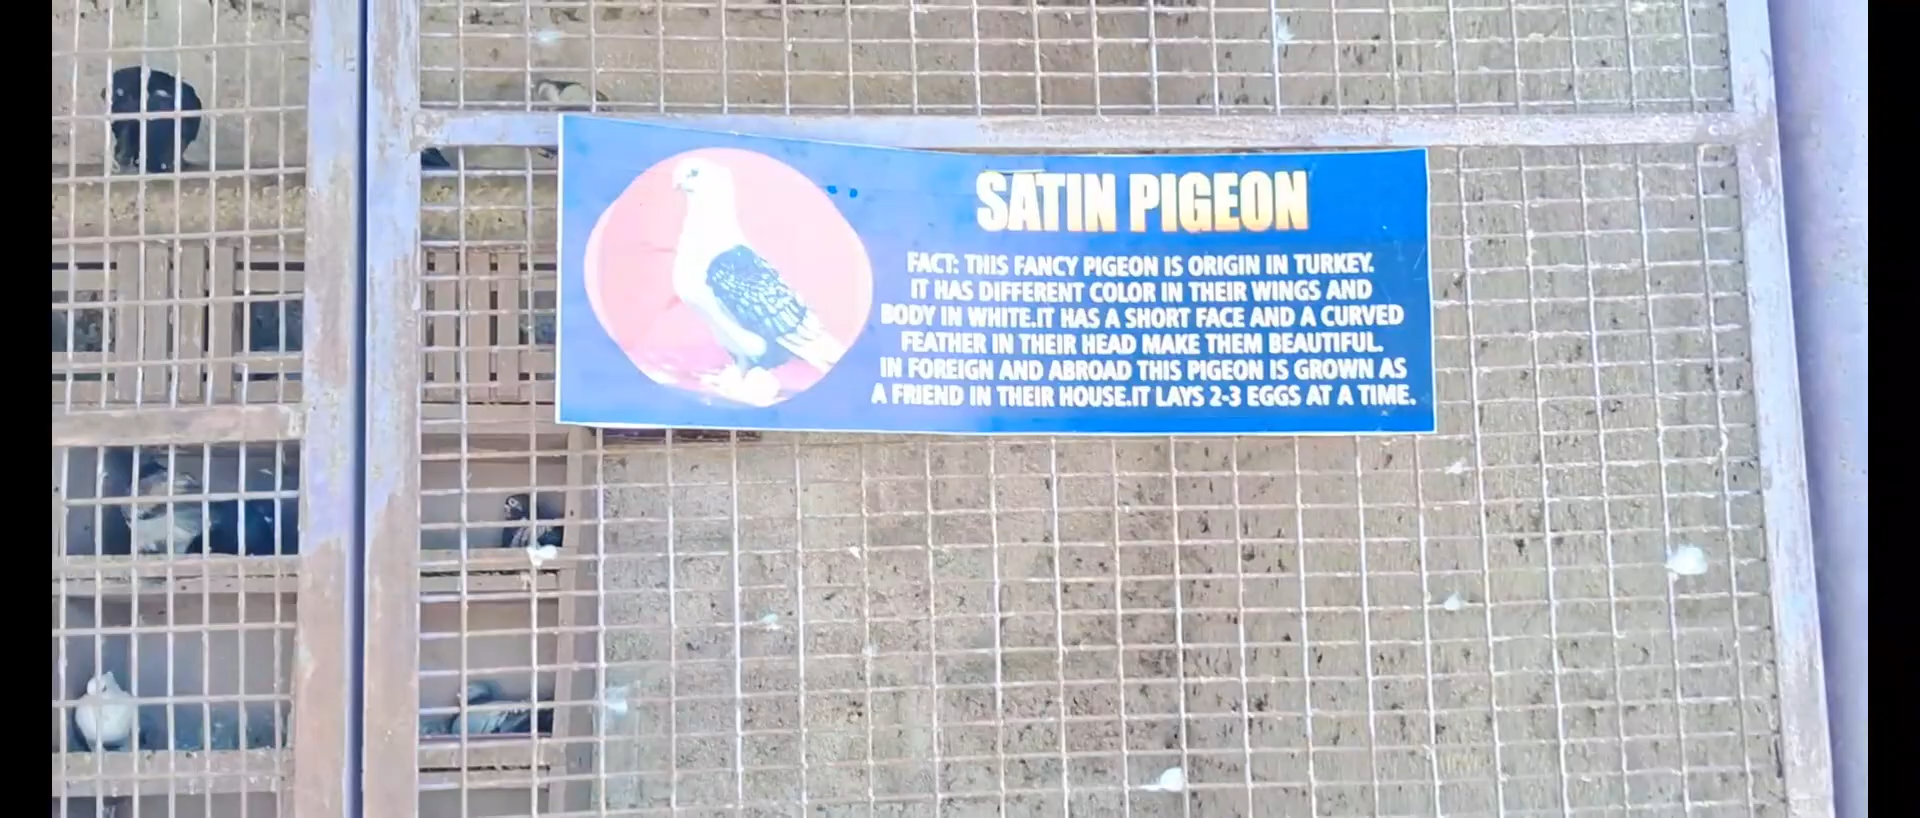 SATIN PIGEON
FACT: THIS FANCY PIGEON IS ORIGIN IN TURKEY.
IT HAS DIFFERENT COLOR IN THEIR WINGS AND
BODY IN WHITE.IT HAS A SHORT FACE AND A CURVED
FEATHER IN THEIR HEAD MAKE THEM BEAUTIFUL.
IN FOREIGN AND ABROAD THIS PIGEON IS GROWN AS
A FRIEND IN THEIR HOUSE.IT LAYS 2-3 EGGS AT A TIME.